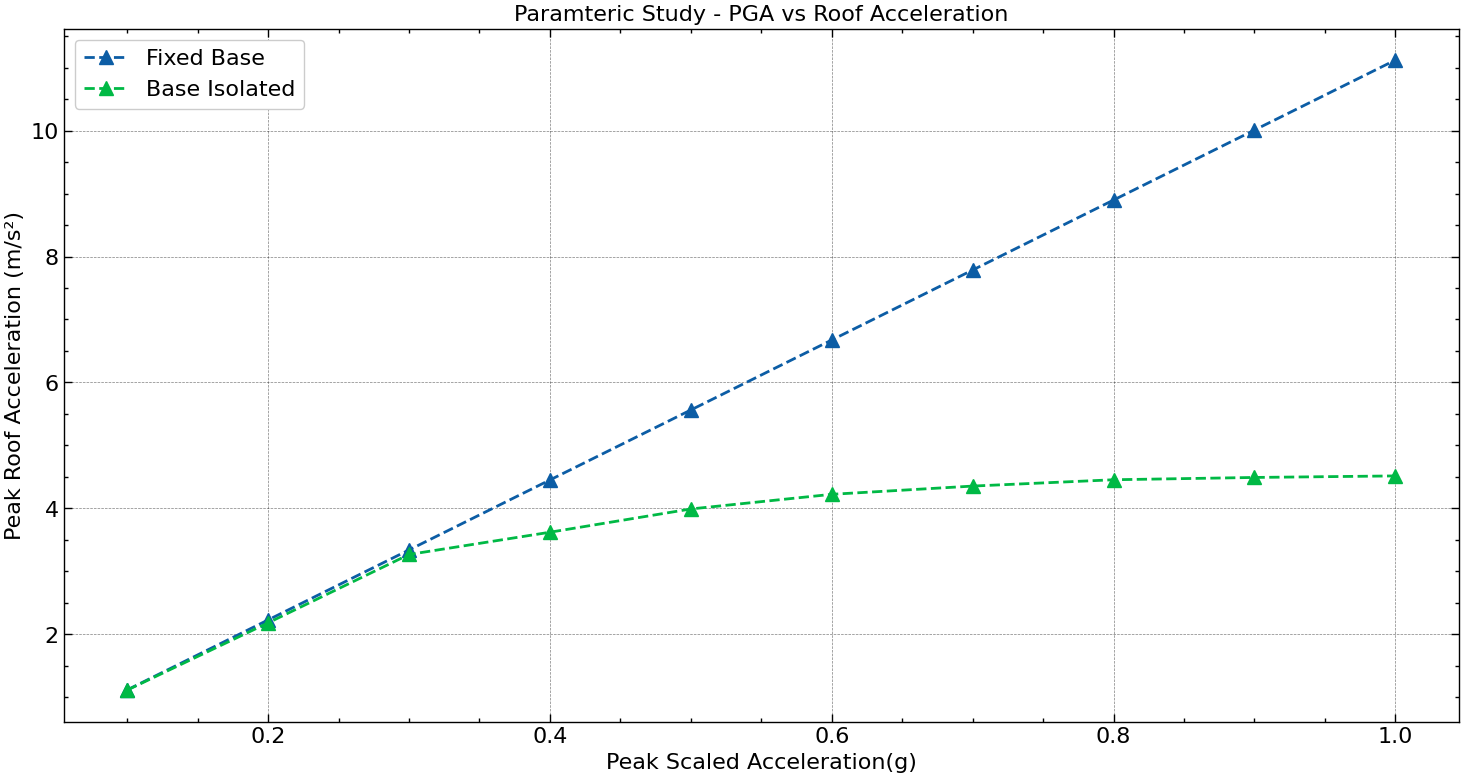 Paramteric Study - PGA vs Roof Acceleration
Fixed Base
Base Isolated
Peak Roof Acceleration (m/s²)
10
8
6
4
2
0.2 0.4 0.6 0.8 1.0
Peak Scaled Acceleration(g)